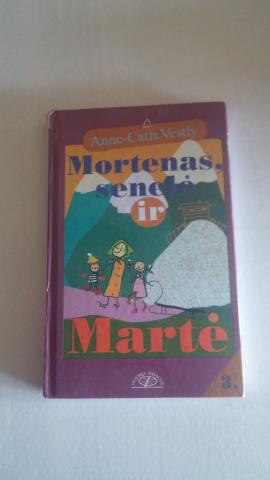 Anne-Cath. Vestly
Mortenas,
senelė
ir
Martė
3.